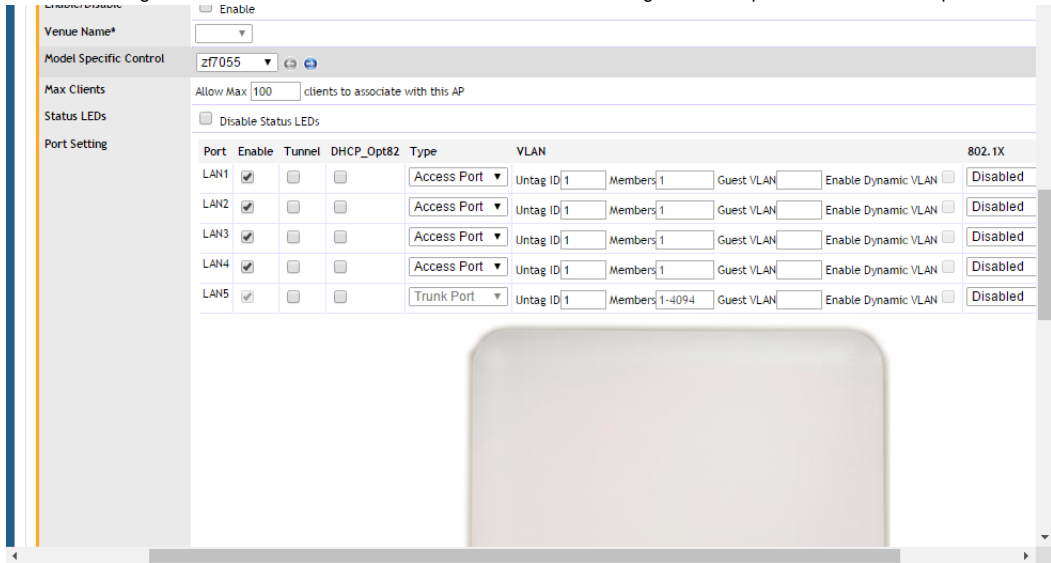 Enable
Venue Name*
Model Specific Control zf7055
Max Clients Allow Max 100 clients to associate with this AP
Status LEDs Disable Status LEDs
Port Setting
Port Enable Tunnel DHCP_Opt82 Type VLAN 802.1X
LAN1 Access Port Untag ID 1 Members 1 Guest VLAN Enable Dynamic VLAN Disabled
LAN2 Access Port Untag ID 1 Members 1 Guest VLAN Enable Dynamic VLAN Disabled
LAN3 Access Port Untag ID 1 Members 1 Guest VLAN Enable Dynamic VLAN Disabled
LAN4 Access Port Untag ID 1 Members 1 Guest VLAN Enable Dynamic VLAN Disabled
LAN5 Trunk Port Untag ID 1 Members 1-4094 Guest VLAN Enable Dynamic VLAN Disabled